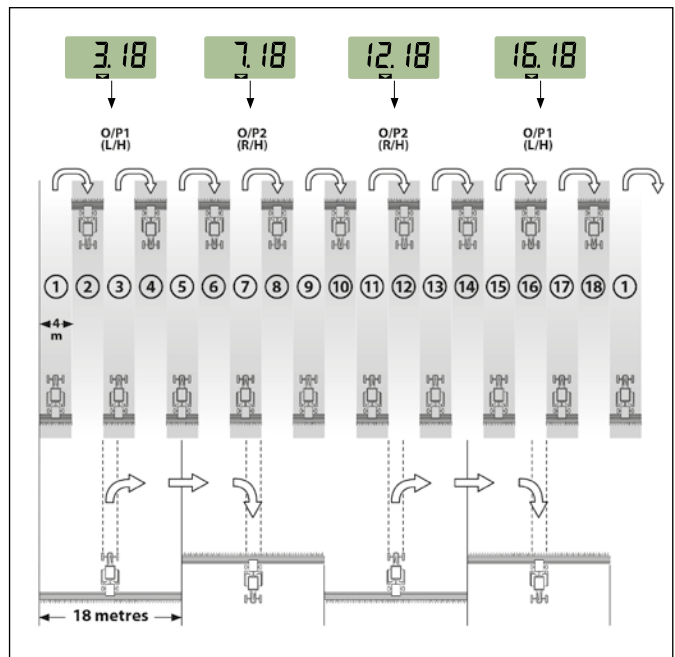 3.18 7.18 12.18 16.18
O/P1 O/P2 O/P2 O/P1
(L/H) (R/H) (R/H) (L/H)
1 2 3 4 5 6 7 8 9 10 11 12 13 14 15 16 17 18 1
4
m
18 metres